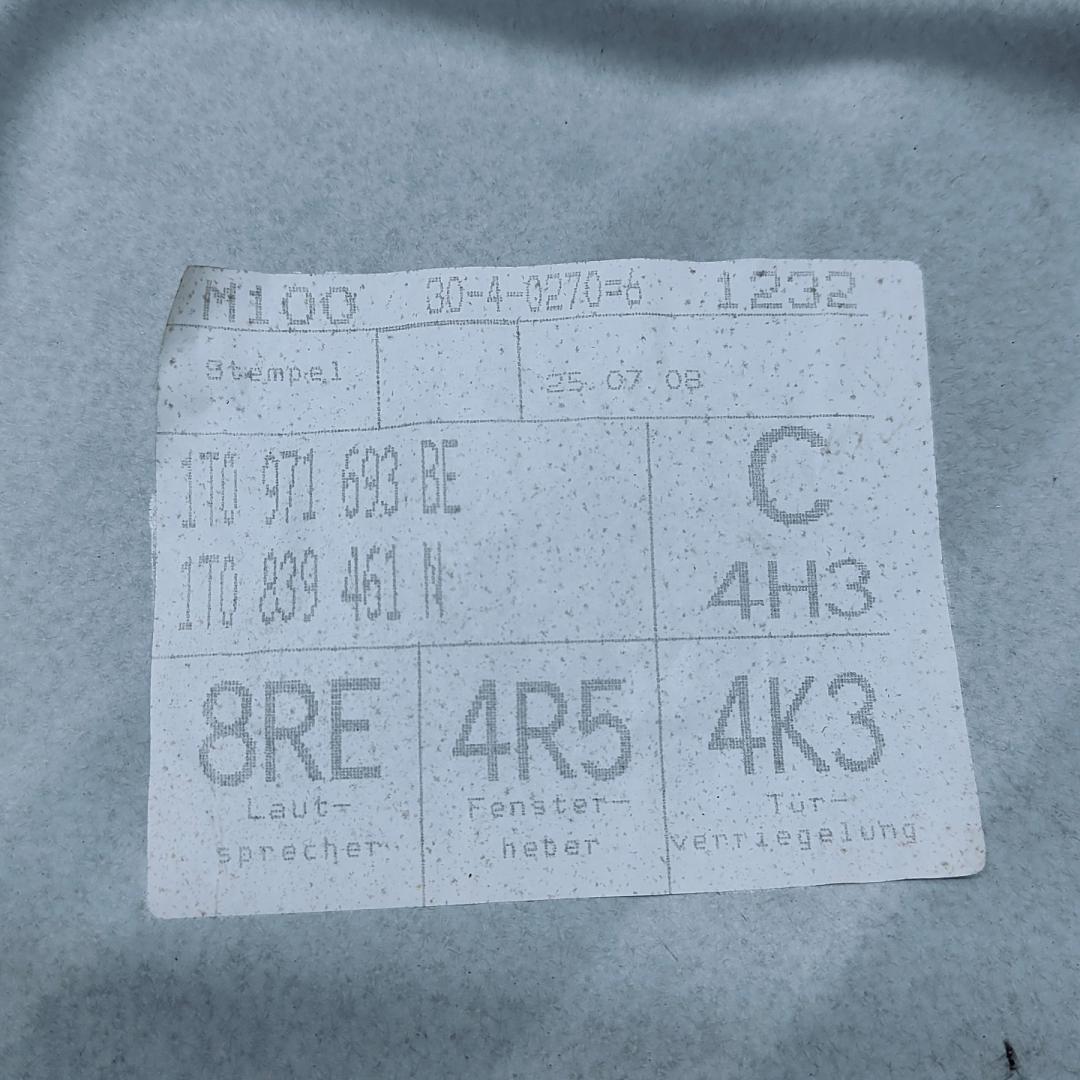 M100 30-4-0270=6 1232
Stempel 25.07.08
1T0 971 693 BE
C
1T0 839 461 N
4H3
8RE 4R5 4K3
Laut- Fenster- Tür-
sprecher heber verriegelung